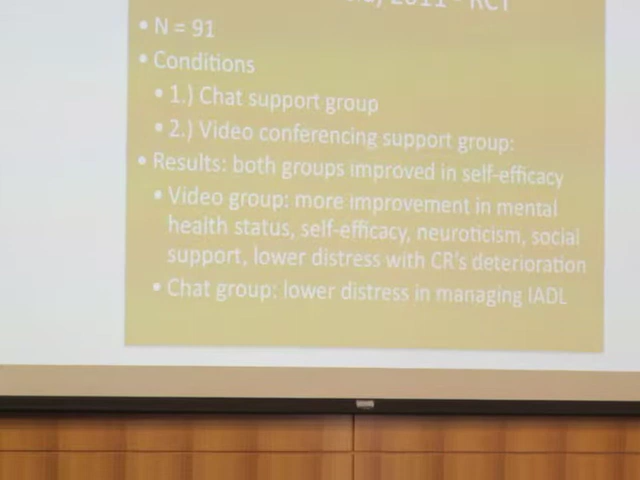 2011 - RCT
• N = 91
• Conditions
• 1.) Chat support group
• 2.) Video conferencing support group:
• Results: both groups improved in self-efficacy
• Video group: more improvement in mental
health status, self-efficacy, neuroticism, social
support, lower distress with CR's deterioration
• Chat group: lower distress in managing IADL